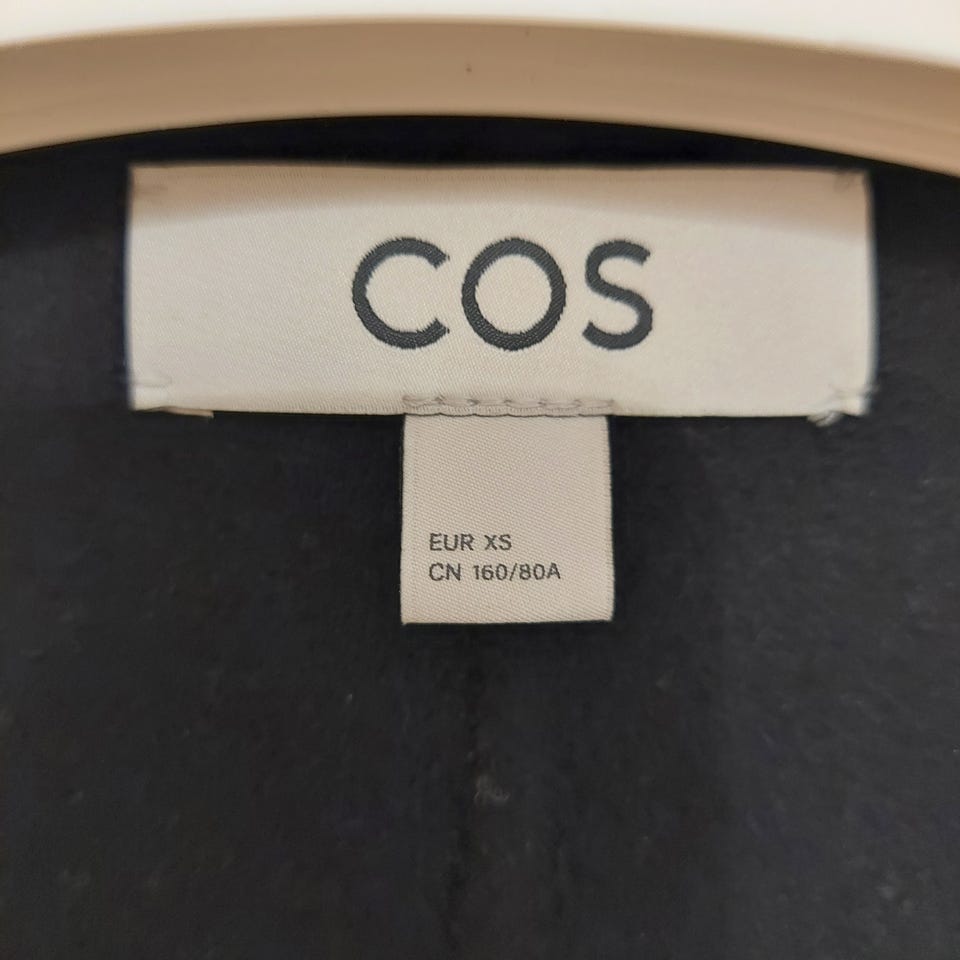 COS
EUR XS
CN 160/80A